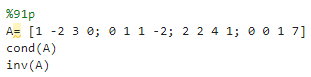 %91p
A= [1 -2 3 0; 0 1 1 -2; 2 2 4 1; 0 0 1 7]
cond(A)
inv(A)